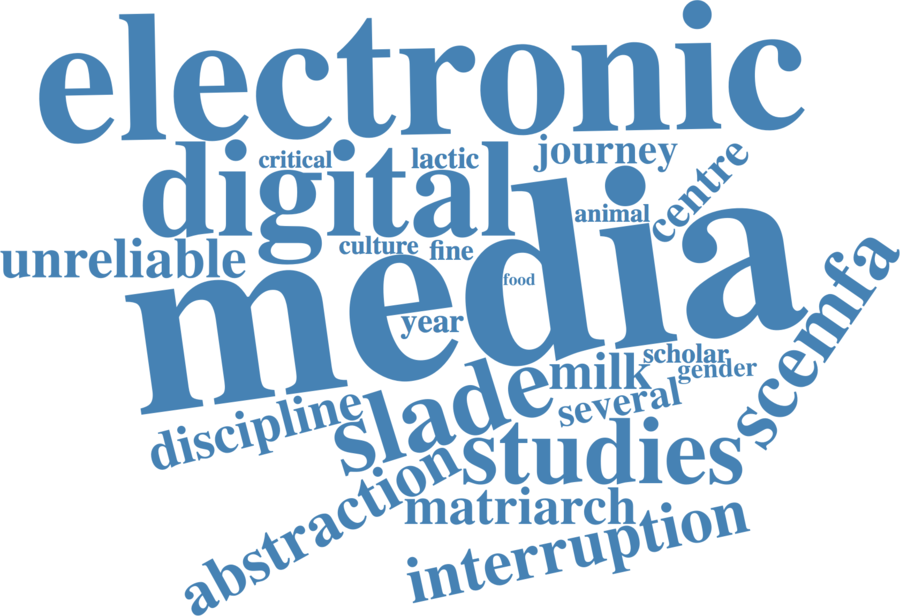 electronic
digital
critical
lactic
journey
centre
animal
unreliable
culture
fine
media
food
year
scemfa
scholar
gender
milk
several
discipline
slade
studies
abstraction
matriarch
interruption